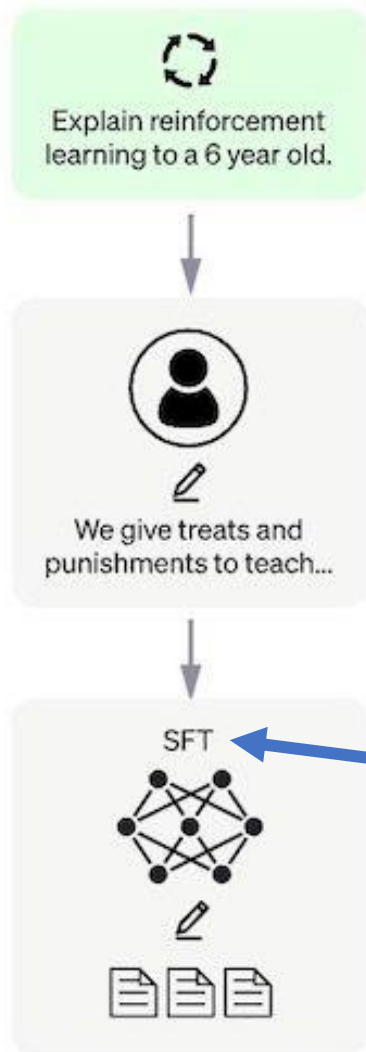 Explain reinforcement
learning to a 6 year old.
We give treats and
punishments to teach...
SFT